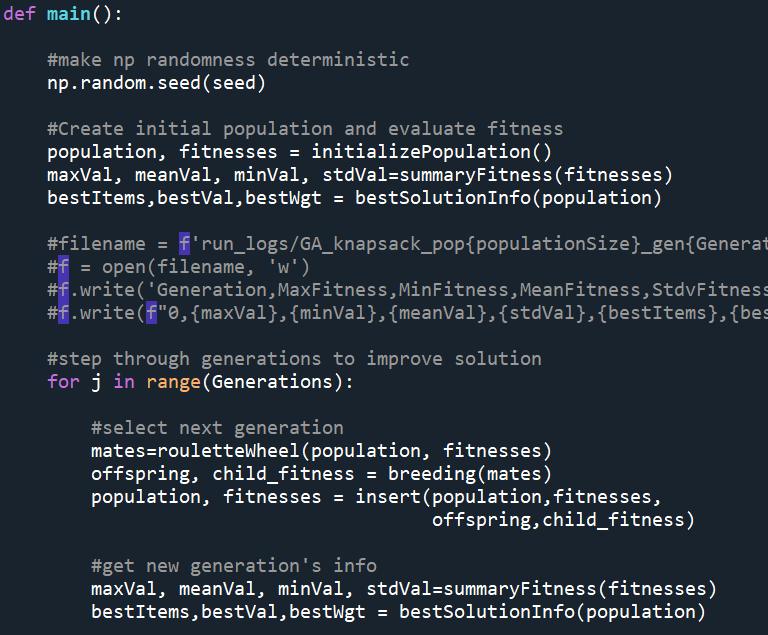 def main():
#make np randomness deterministic
np.random.seed(seed)
#Create initial population and evaluate fitness
population, fitnesses = initializePopulation()
maxVal, meanVal, minVal, stdVal=summaryFitness(fitnesses)
bestItems,bestVal,bestWgt = bestSolutionInfo(population)
#filename = f'run_logs/GA_knapsack_pop{populationSize}_gen{Generat
#f = open(filename, 'w')
#f.write('Generation,MaxFitness,MinFitness,MeanFitness,StdvFitness
#f.write(f"0,{maxVal},{minVal},{meanVal},{stdVal},{bestItems},{bes
#step through generations to improve solution
for j in range(Generations):
#select next generation
mates=rouletteWheel(population, fitnesses)
offspring, child_fitness = breeding(mates)
population, fitnesses = insert(population,fitnesses,
offspring,child_fitness)
#get new generation's info
maxVal, meanVal, minVal, stdVal=summaryFitness(fitnesses)
bestItems,bestVal,bestWgt = bestSolutionInfo(population)